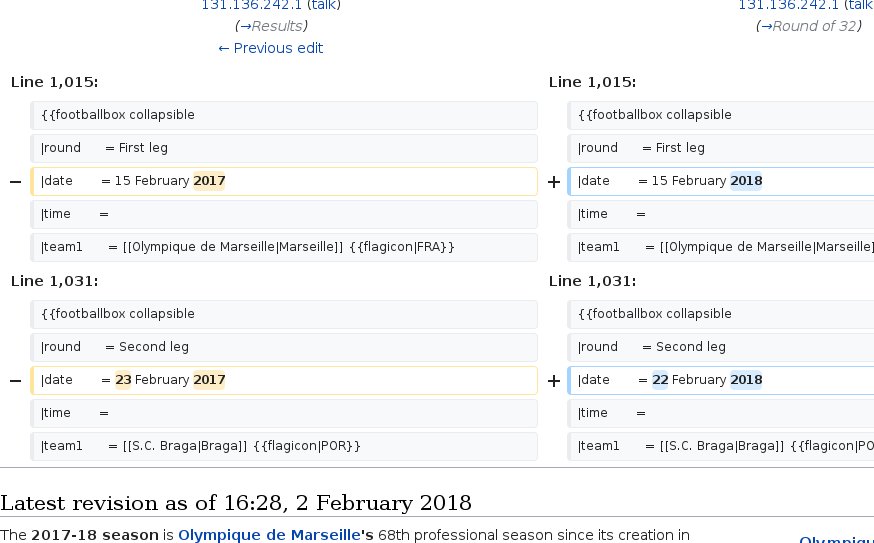 131.136.242.1 (talk)
(→Results)
← Previous edit
131.136.242.1 (talk
(→Round of 32)
Line 1,015:
Line 1,015:
{{footballbox collapsible
{{footballbox collapsible
|round = First leg
|round = First leg
− |date = 15 February 2017
+ |date = 15 February 2018
|time =
|time =
|team1 = [[Olympique de Marseille|Marseille]] {{flagicon|FRA}}
|team1 = [[Olympique de Marseille|Marseille]
Line 1,031:
Line 1,031:
{{footballbox collapsible
{{footballbox collapsible
|round = Second leg
|round = Second leg
− |date = 23 February 2017
+ |date = 22 February 2018
|time =
|time =
|team1 = [[S.C. Braga|Braga]] {{flagicon|POR}}
|team1 = [[S.C. Braga|Braga]] {{flagicon|PO
Latest revision as of 16:28, 2 February 2018
The 2017-18 season is Olympique de Marseille's 68th professional season since its creation in
Olympiqu